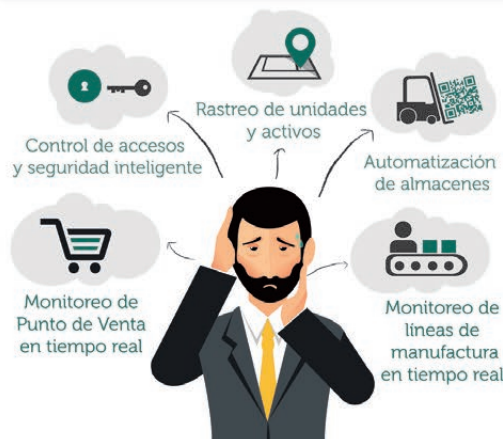 Rastreo de unidades
y activos
Control de accesos
y seguridad inteligente
Automatización
de almacenes
Monitoreo de
Punto de Venta
en tiempo real
Monitoreo de
líneas de
manufactura
en tiempo real